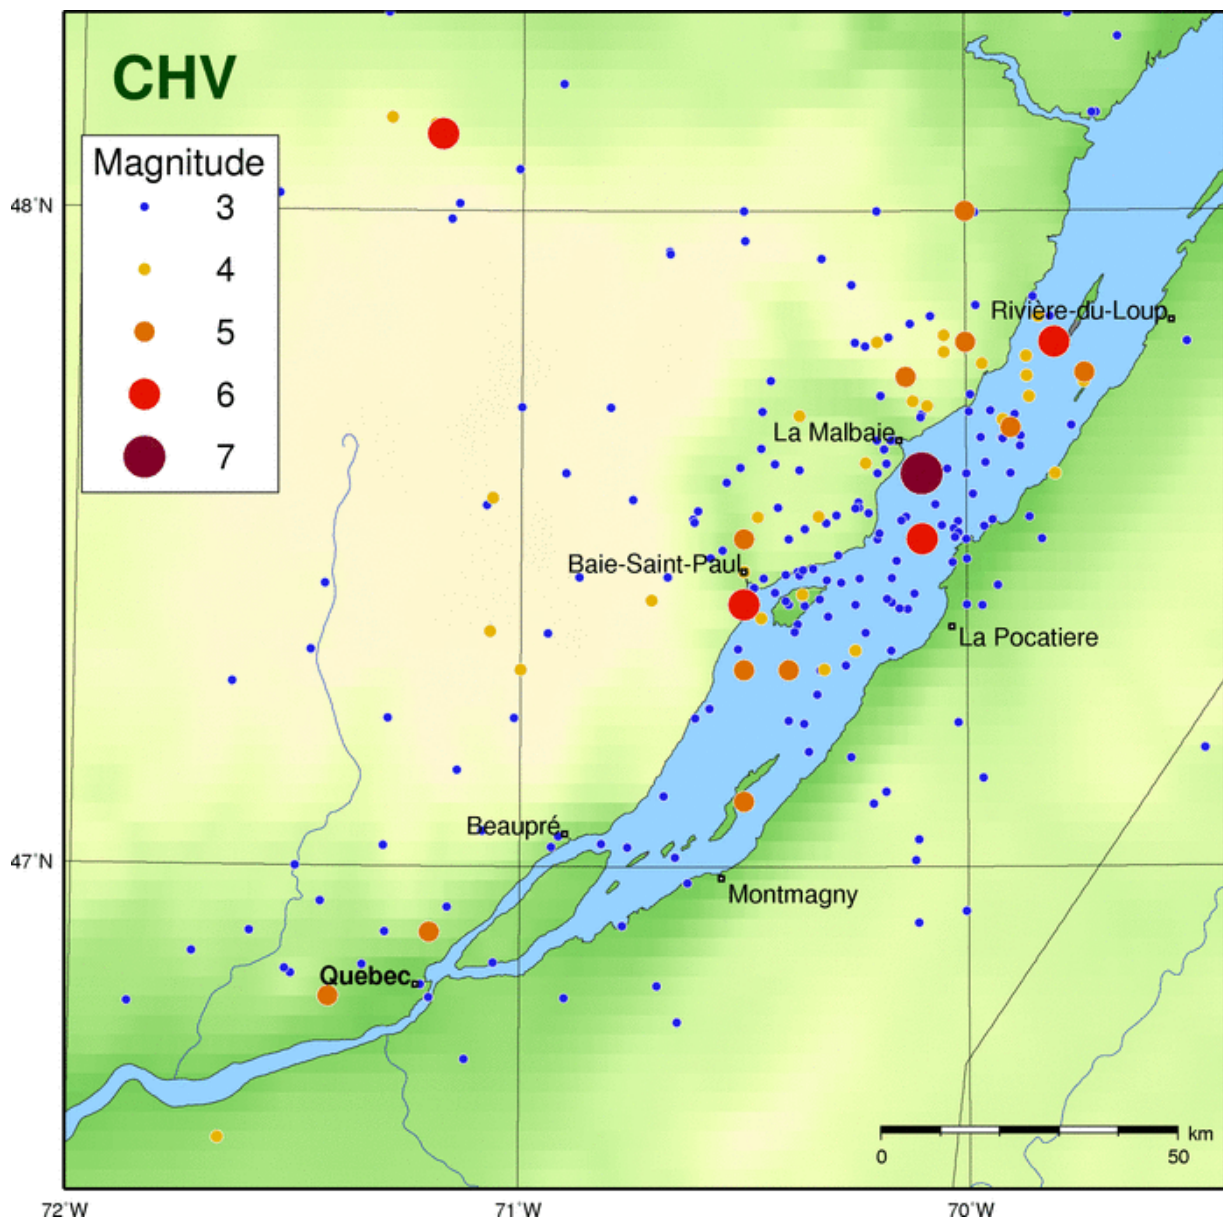 CHV
Magnitude
3
4
5
6
7
48°N
Rivière-du-Loup
La Malbaie
Baie-Saint-Paul
La Pocatiere
Beaupré
47°N
Montmagny
Quebec
km
0 50
72°W 71°W 70°W